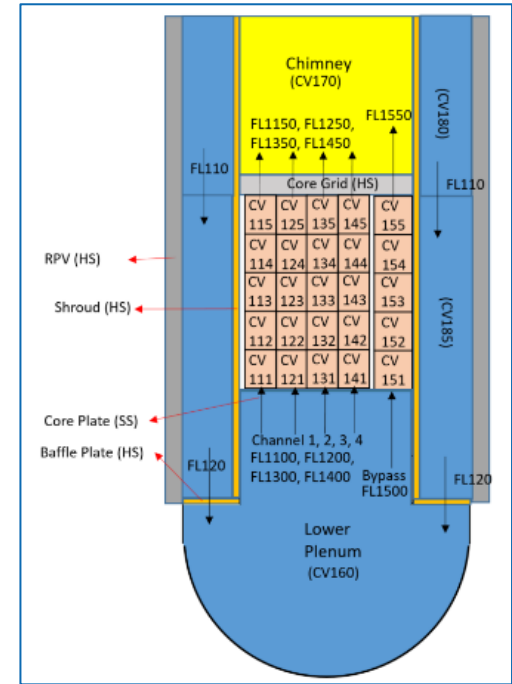 Chimney
(CV170)
FL1150, FL1250,
FL1350, FL1450
FL1550
(CV180)
FL110
FL110
Core Grid (HS)
CV 115
CV 125
CV 135
CV 145
CV 155
CV 114
CV 124
CV 134
CV 144
CV 154
CV 113
CV 123
CV 133
CV 143
CV 153
CV 112
CV 122
CV 132
CV 142
CV 152
CV 111
CV 121
CV 131
CV 141
CV 151
(CV185)
RPV (HS)
Shroud (HS)
Core Plate (SS)
Baffle Plate (HS)
Channel 1, 2, 3, 4
FL1100, FL1200,
FL1300, FL1400
Bypass
FL1500
FL120
FL120
Lower
Plenum
(CV160)